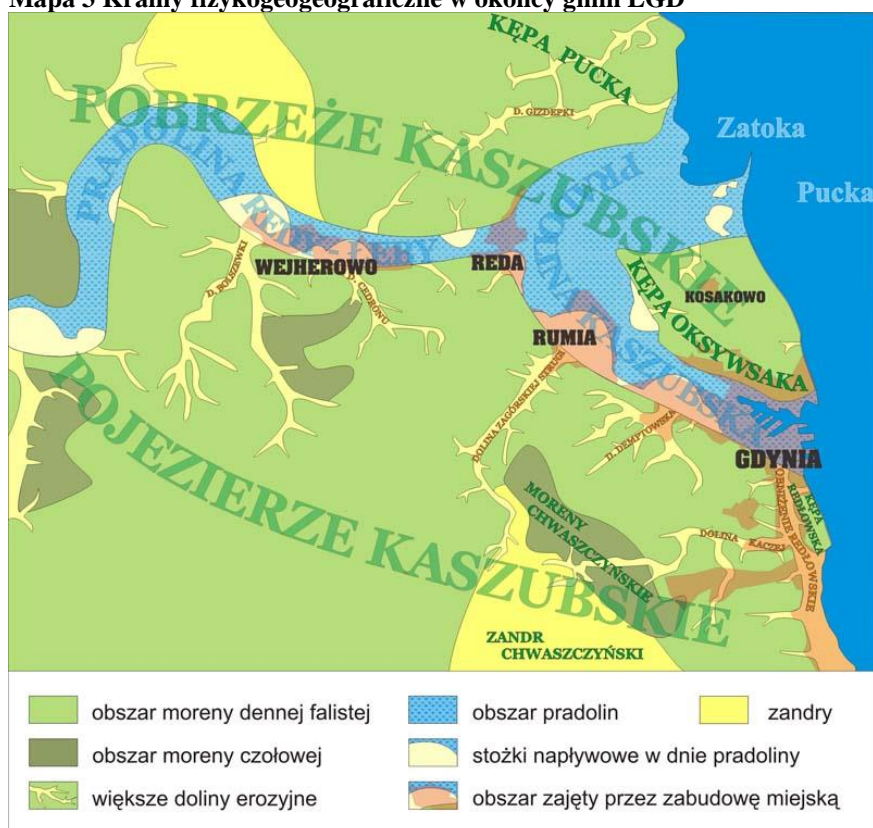 Mapa 3 Krainy fizykogeogeograficzne w okolicy gmin LGD
KĘPA PUCKA
POBRZEŻE KASZUBSKIE
D. GIZDEPKI
Zatoka
Pucka
PRADOLINA REDY - ŁEBY
PRADOLINA KASZUBSKA
WEJHEROWO
REDA
D. BOLSZEWKI
D. CEDRONU
KOSAKOWO
KĘPA OKSYWSAKA
RUMIA
DOLINA ZAGÓRSKIEJ STRUGI
D. DEMPTOWSKA
GDYNIA
POJEZIERZE KASZUBSKIE
MORENY
CHWASZCZYŃSKIE
DOLINA KACZEJ
OBNIŻENIE REDŁOWSKIE
KĘPA
REDŁOWSKA
ZANDR
CHWASZCZYŃSKI
obszar moreny dennej falistej
obszar pradolin
zandry
obszar moreny czołowej
stożki napływowe w dnie pradoliny
większe doliny erozyjne
obszar zajęty przez zabudowę miejską